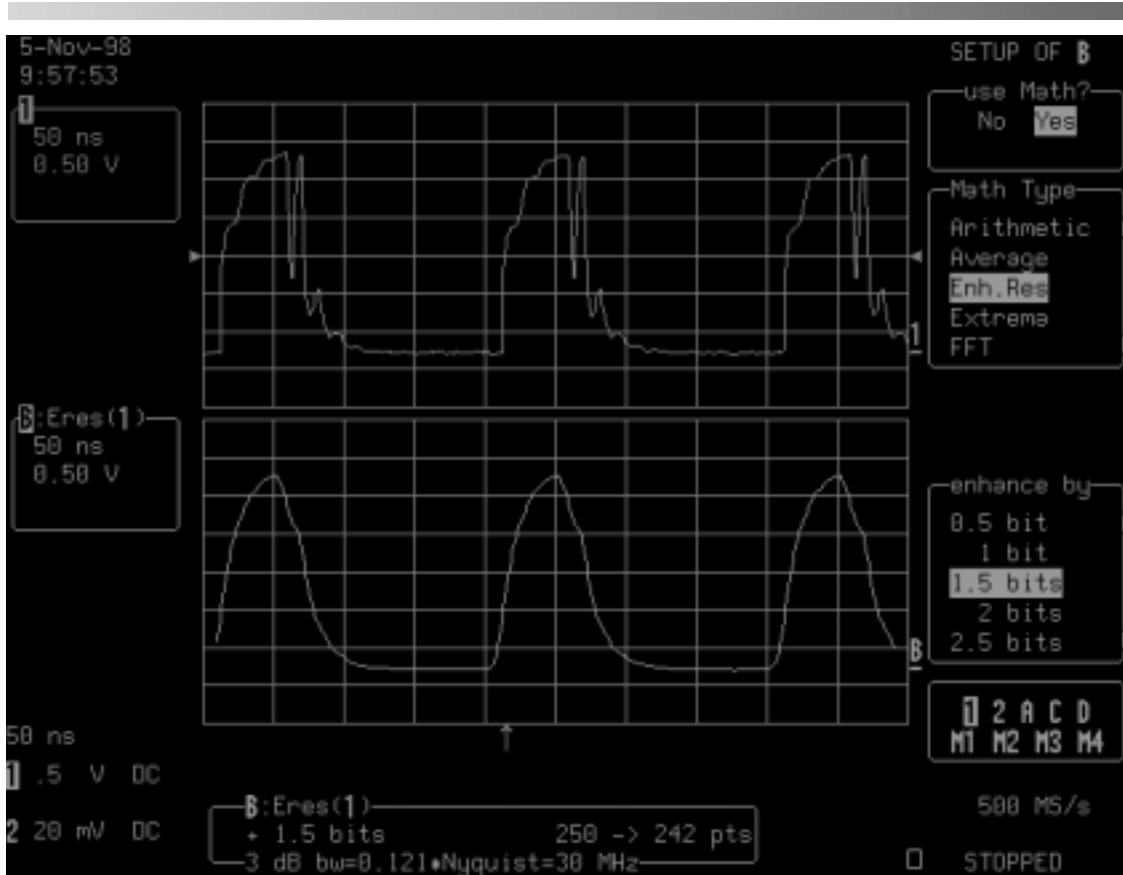 5-Nov-98
9:57:53
1
50 ns
0.50 V
B:Eres(1)
50 ns
0.50 V
1
B
SETUP OF B
use Math?
No Yes
Math Type
Arithmetic
Average
Enh.Res
Extrema
FFT
enhance by
0.5 bit
1 bit
1.5 bits
2 bits
2.5 bits
1 2 A C D
M1 M2 M3 M4
50 ns
1 .5 V DC
2 20 mV DC
B:Eres(1)
+ 1.5 bits 250 -> 242 pts
3 dB bw=0.121*Nyquist=30 MHz
500 MS/s
STOPPED